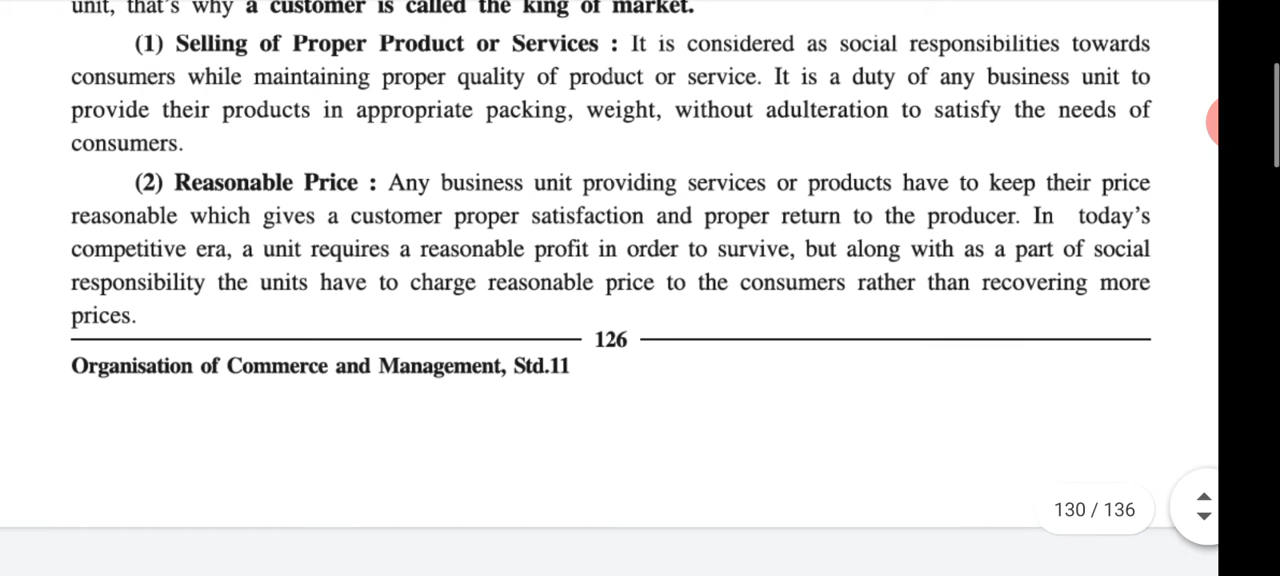 unit, that's why a customer is called the king of market.
(1) Selling of Proper Product or Services : It is considered as social responsibilities towards
consumers while maintaining proper quality of product or service. It is a duty of any business unit to
provide their products in appropriate packing, weight, without adulteration to satisfy the needs of
consumers.
(2) Reasonable Price : Any business unit providing services or products have to keep their price
reasonable which gives a customer proper satisfaction and proper return to the producer. In today's
competitive era, a unit requires a reasonable profit in order to survive, but along with as a part of social
responsibility the units have to charge reasonable price to the consumers rather than recovering more
prices.
126
Organisation of Commerce and Management, Std.11
130 / 136